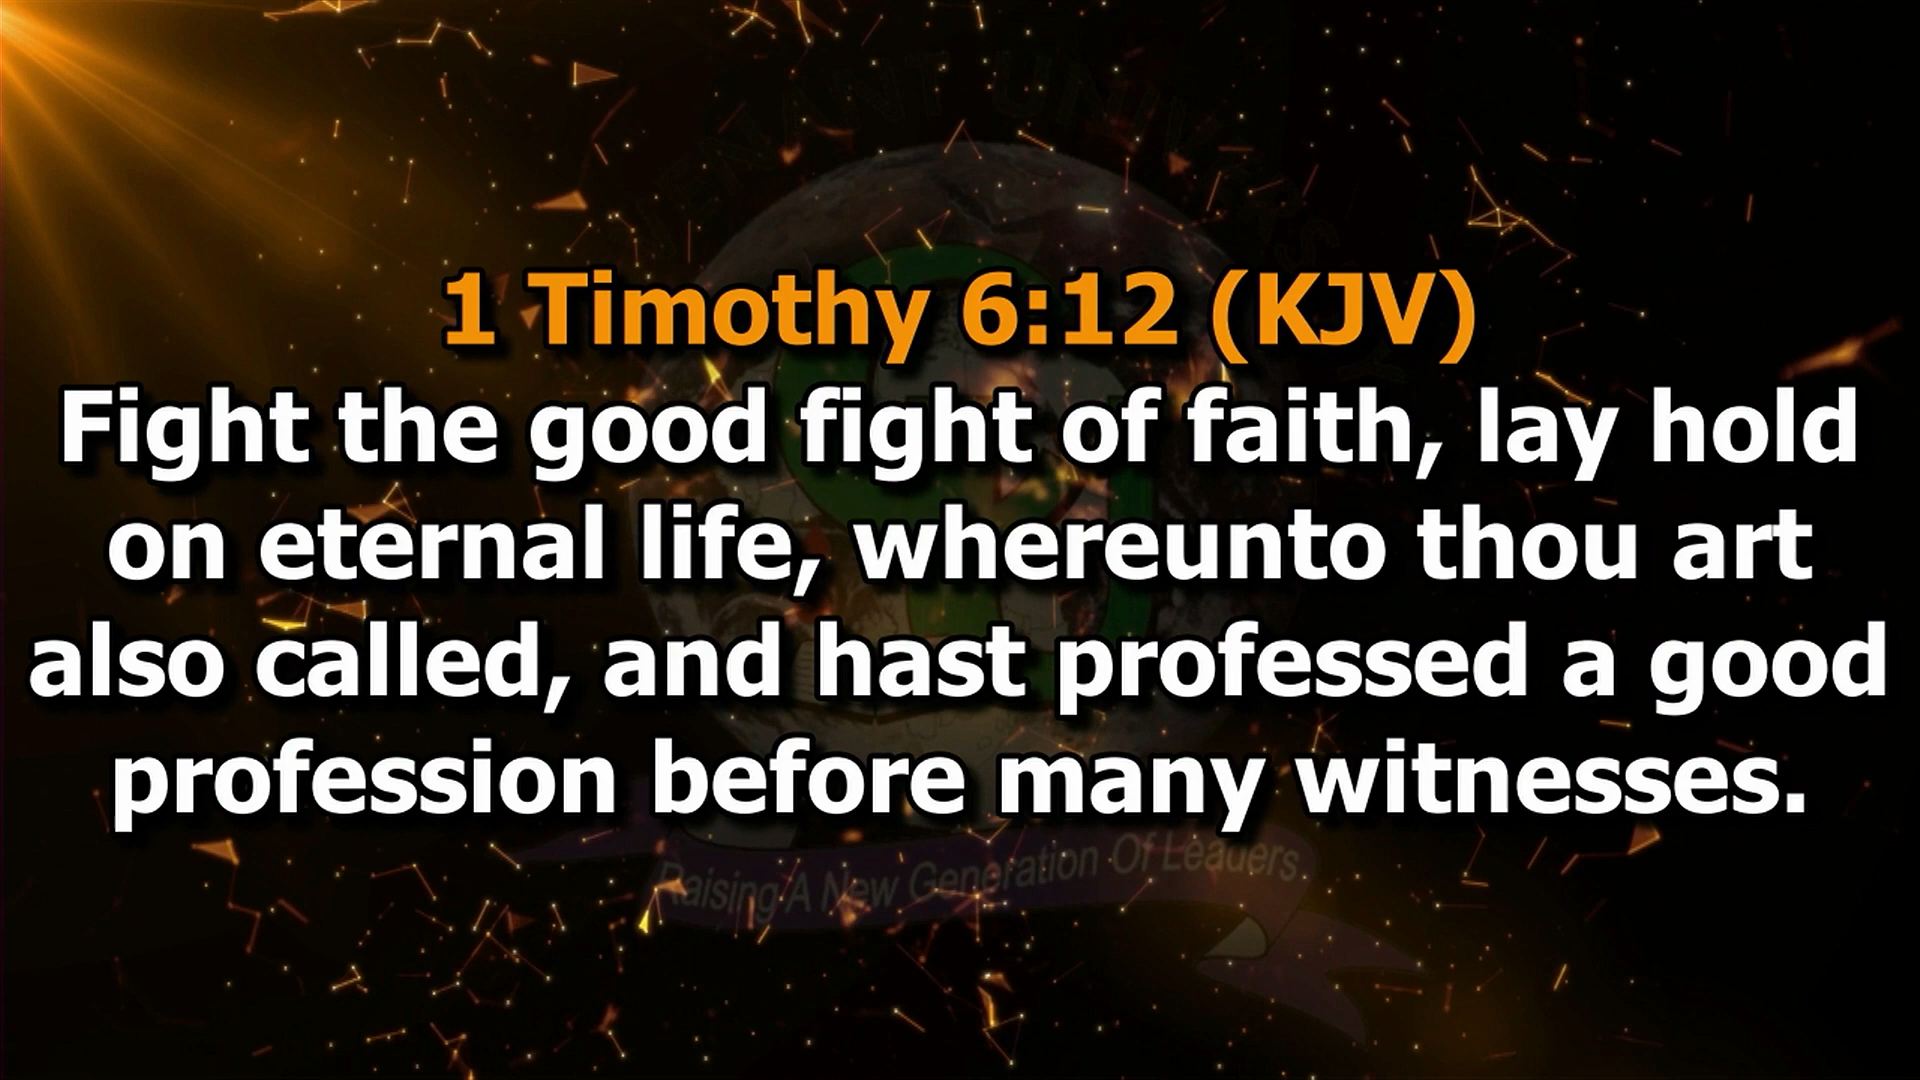 1 Timothy 6:12 (KJV)
Fight the good fight of faith, lay hold
on eternal life, whereunto thou art
also called, and hast professed a good
profession before many witnesses.
Raising A New Generation Of Leaders.